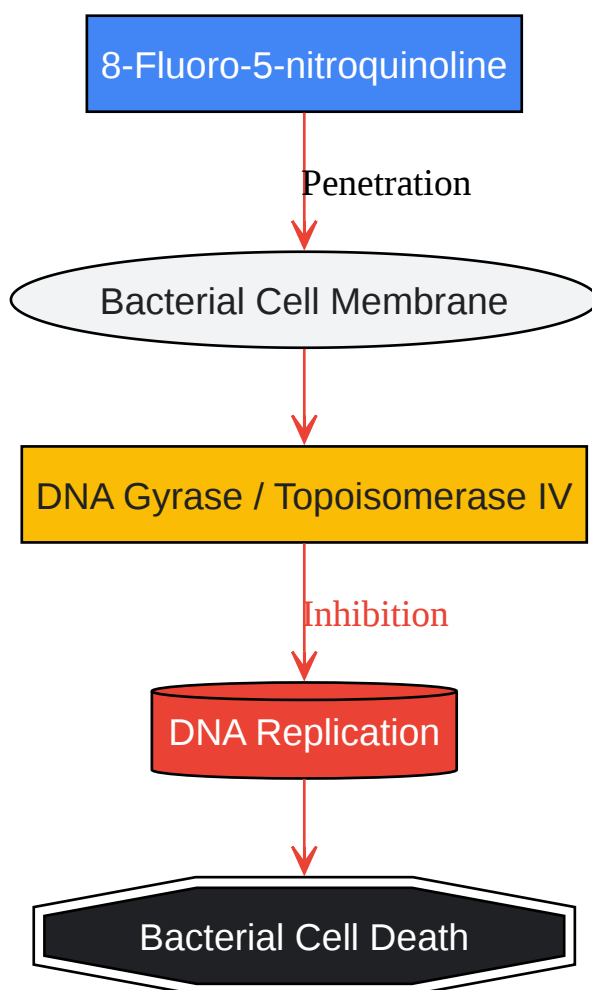 8-Fluoro-5-nitroquinoline
Penetration
Bacterial Cell Membrane
DNA Gyrase / Topoisomerase IV
Inhibition
DNA Replication
Bacterial Cell Death